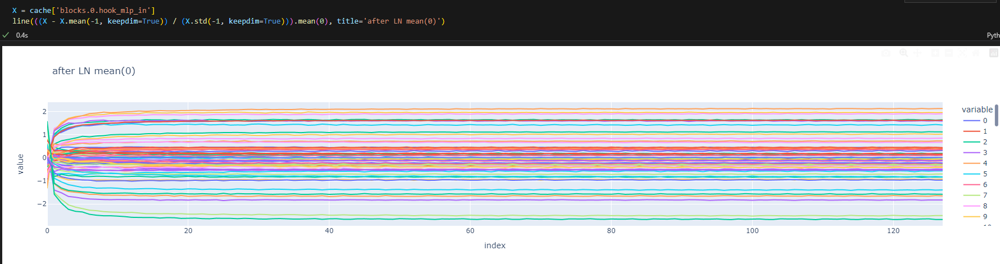 X = cache['blocks.0.hook_mlp_in']
line(((X - X.mean(-1, keepdim=True)) / (X.std(-1, keepdim=True))).mean(0), title='after LN mean(0)')
0.4s
Pyth
after LN mean(0)
value
2
1
0
−1
−2
0 20 40 60 80 100 120
index
variable
0
1
2
3
4
5
6
7
8
9